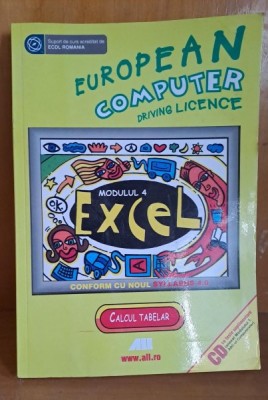 Suport de curs acreditat de
ECDL ROMANIA
EUROPEAN
COMPUTER
DRIVING LICENCE
MODULUL 4
EXCEL
OK
CONFORM CU NOUL SYLLABUS 4.0
CALCUL TABELAR
CD
ALL
www.all.ro